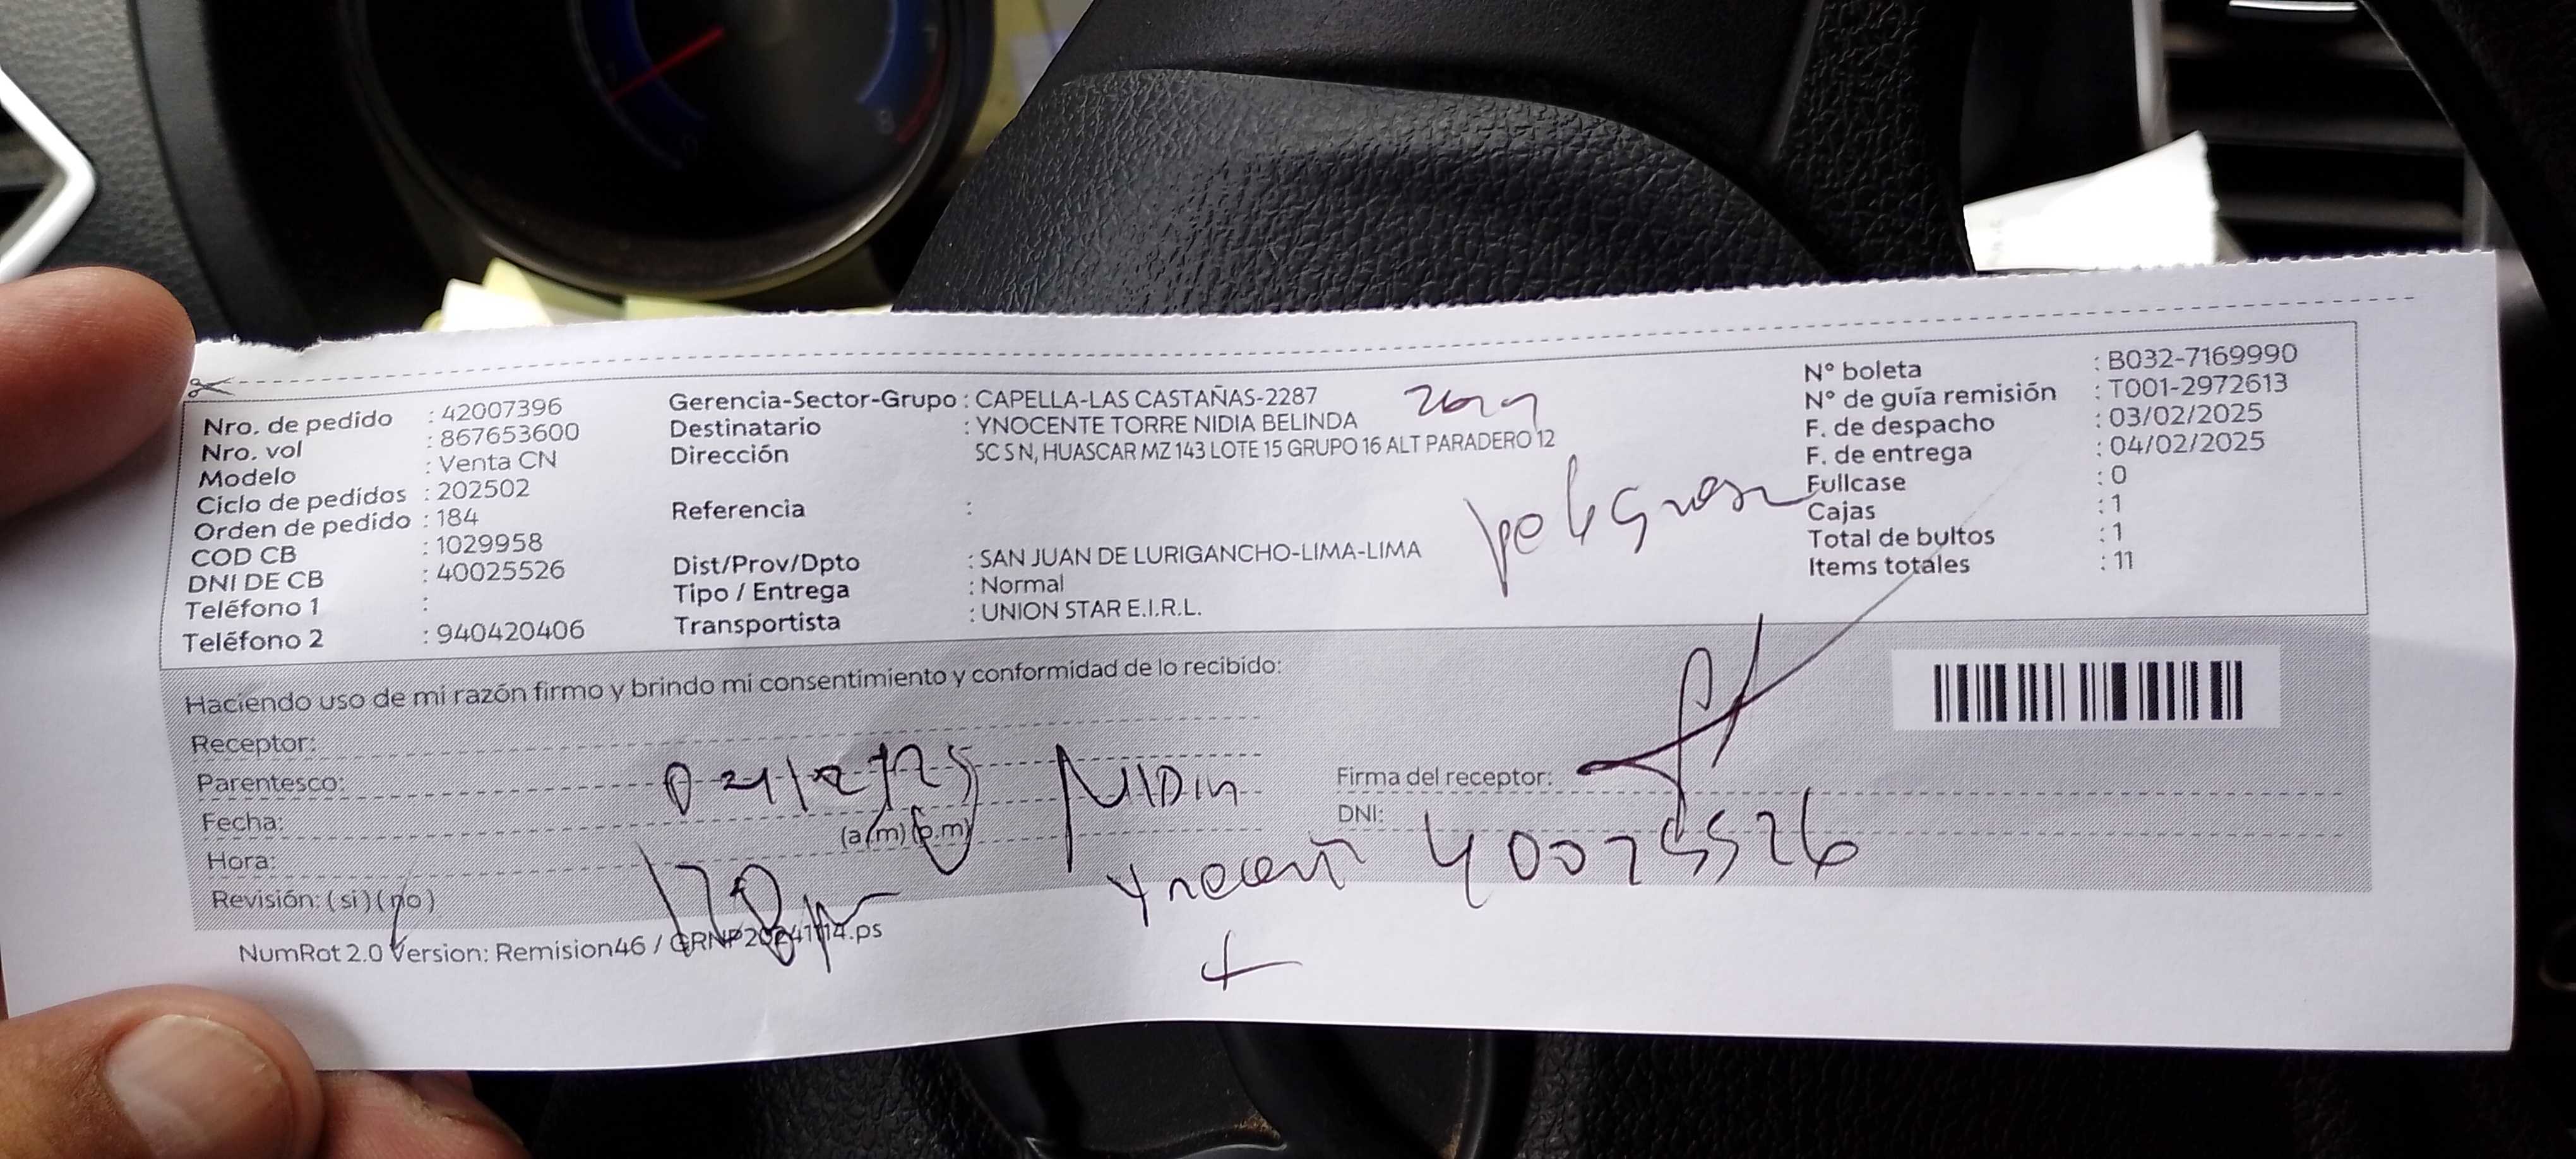 Nro. de pedido : 42007396
Nro. vol : 867653600
Modelo : Venta CN
Ciclo de pedidos : 202502
Orden de pedido : 184
COD CB : 1029958
DNI DE CB : 40025526
Teléfono 1 :
Teléfono 2 : 940420406
Gerencia-Sector-Grupo : CAPELLA-LAS CASTAÑAS-2287
Destinatario : YNOCENTE TORRE NIDIA BELINDA
Dirección SC S N, HUASCAR MZ 143 LOTE 15 GRUPO 16 ALT PARADERO 12
Referencia :
Dist/Prov/Dpto : SAN JUAN DE LURIGANCHO-LIMA-LIMA
Tipo / Entrega : Normal
Transportista : UNION STAR E.I.R.L.
zona
peligrosa
N° boleta : B032-7169990
N° de guía remisión : T001-2972613
F. de despacho : 03/02/2025
F. de entrega : 04/02/2025
Fullcase : 0
Cajas : 1
Total de bultos : 1
Items totales : 11
Haciendo uso de mi razón firmo y brindo mi consentimiento y conformidad de lo recibido:
Receptor:
Parentesco:
Fecha:
Hora: (a.m) (p.m)
Revisión: (si) (no)
NIDIA
Firma del receptor:
DNI: 40025526
NumRot 2.0 Version: Remision46 / GRNP20241114.ps